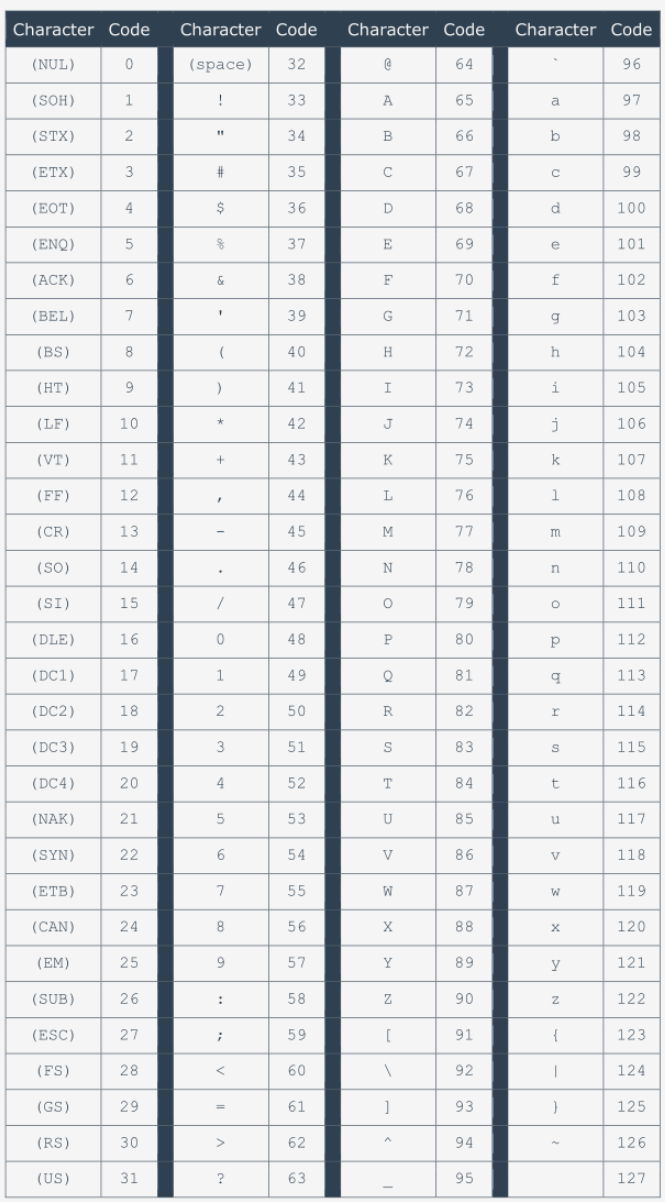 Character Code Character Code Character Code Character Code
(NUL) 0 (space) 32 @ 64 ` 96
(SOH) 1 ! 33 A 65 a 97
(STX) 2 " 34 B 66 b 98
(ETX) 3 # 35 C 67 c 99
(EOT) 4 $ 36 D 68 d 100
(ENQ) 5 % 37 E 69 e 101
(ACK) 6 & 38 F 70 f 102
(BEL) 7 ' 39 G 71 g 103
(BS) 8 ( 40 H 72 h 104
(HT) 9 ) 41 I 73 i 105
(LF) 10 * 42 J 74 j 106
(VT) 11 + 43 K 75 k 107
(FF) 12 , 44 L 76 l 108
(CR) 13 - 45 M 77 m 109
(SO) 14 . 46 N 78 n 110
(SI) 15 / 47 O 79 o 111
(DLE) 16 0 48 P 80 p 112
(DC1) 17 1 49 Q 81 q 113
(DC2) 18 2 50 R 82 r 114
(DC3) 19 3 51 S 83 s 115
(DC4) 20 4 52 T 84 t 116
(NAK) 21 5 53 U 85 u 117
(SYN) 22 6 54 V 86 v 118
(ETB) 23 7 55 W 87 w 119
(CAN) 24 8 56 X 88 x 120
(EM) 25 9 57 Y 89 y 121
(SUB) 26 : 58 Z 90 z 122
(ESC) 27 ; 59 [ 91 { 123
(FS) 28 < 60 \ 92 | 124
(GS) 29 = 61 ] 93 } 125
(RS) 30 > 62 ^ 94 ~ 126
(US) 31 ? 63 _ 95 127